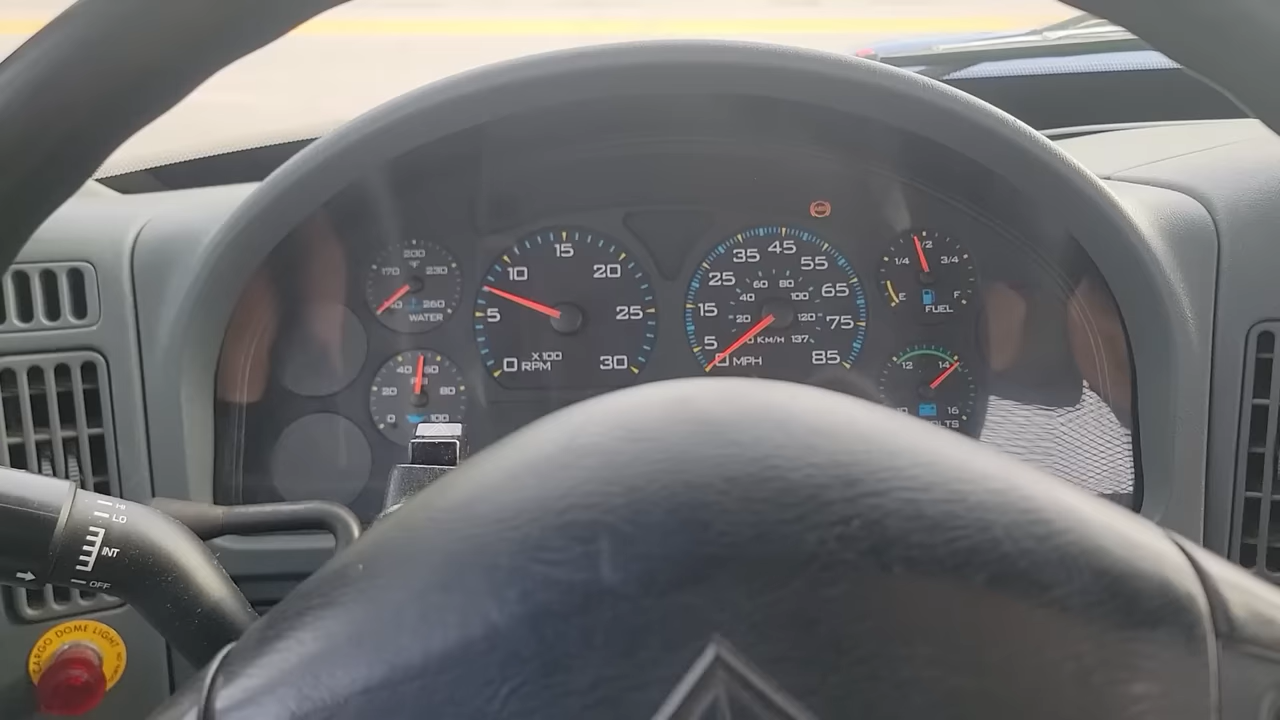 200
170 230
140 260
WATER
40 60
20 80
0 100
15
10 20
5 25
0 X100 30
RPM
45
35 55
25 65
15 75
5 85
0 MPH
60 80
40 100
20 120
KM/H 137
ABS
1/2
1/4 3/4
E F
FUEL
12 14
10 16
VOLTS
HI
LO
INT
OFF
CARGO DOME LIGHT